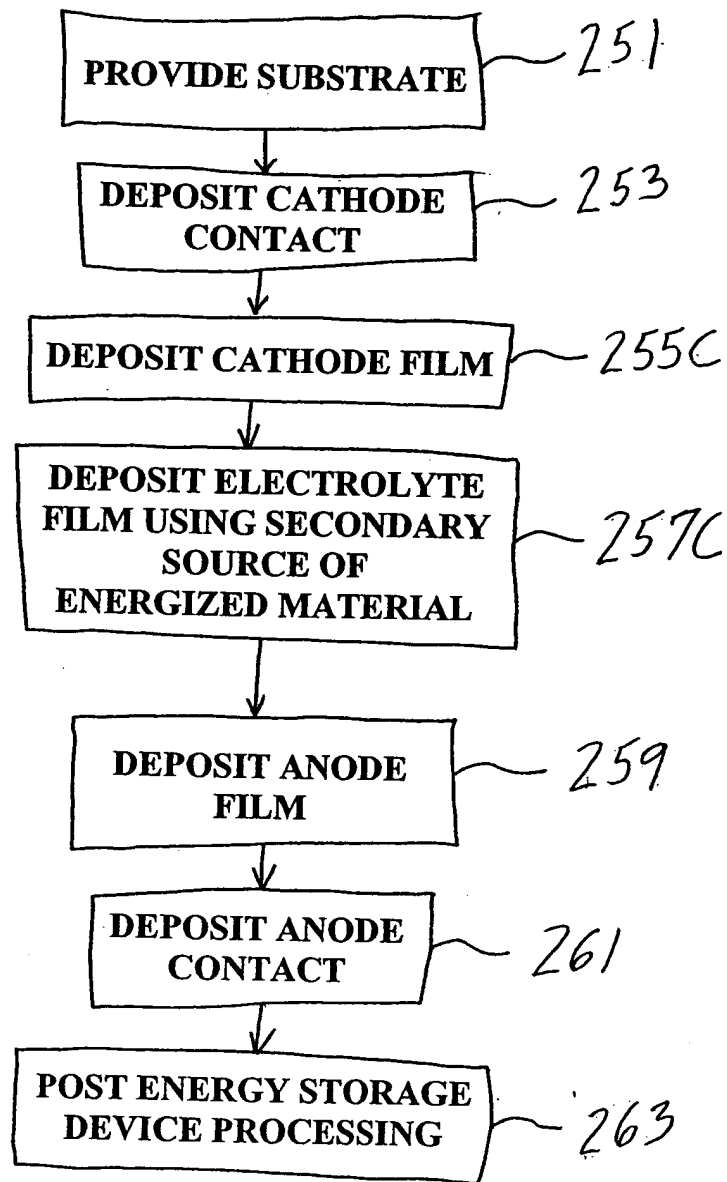 PROVIDE SUBSTRATE
251
DEPOSIT CATHODE
CONTACT
253
DEPOSIT CATHODE FILM
255C
DEPOSIT ELECTROLYTE
FILM USING SECONDARY
SOURCE OF
ENERGIZED MATERIAL
257C
DEPOSIT ANODE
FILM
259
DEPOSIT ANODE
CONTACT
261
POST ENERGY STORAGE
DEVICE PROCESSING
263